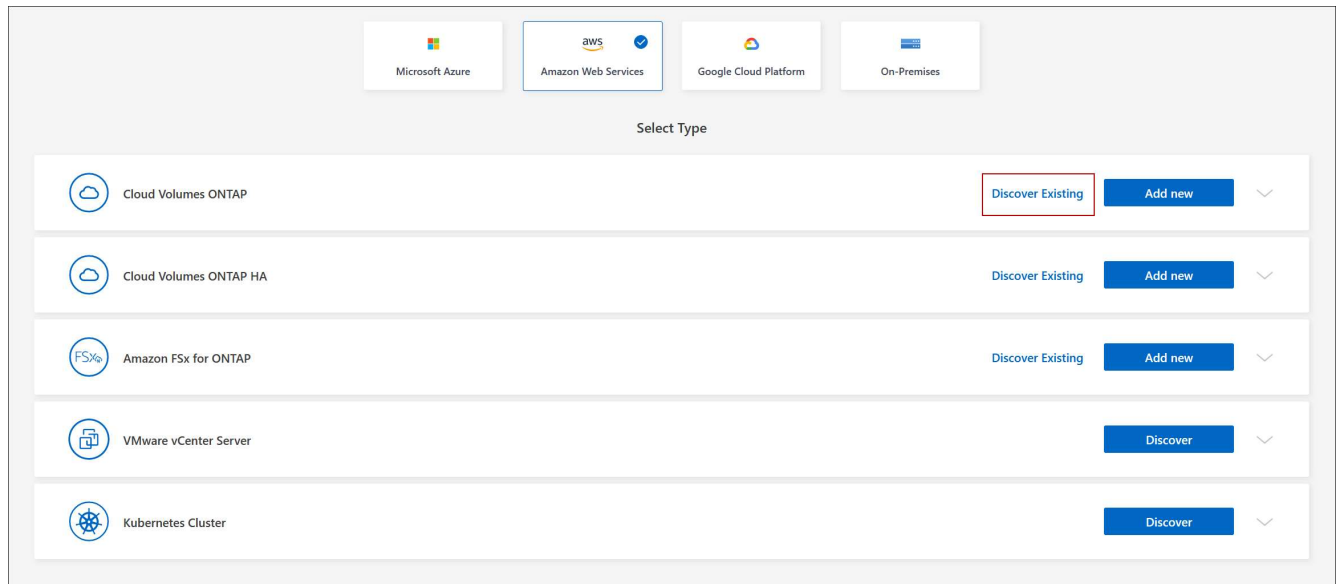 aws
Microsoft Azure
Amazon Web Services
Google Cloud Platform
On-Premises
Select Type
Cloud Volumes ONTAP
Discover Existing
Add new
Cloud Volumes ONTAP HA
Discover Existing
Add new
FSx
Amazon FSx for ONTAP
Discover Existing
Add new
VMware vCenter Server
Discover
Kubernetes Cluster
Discover